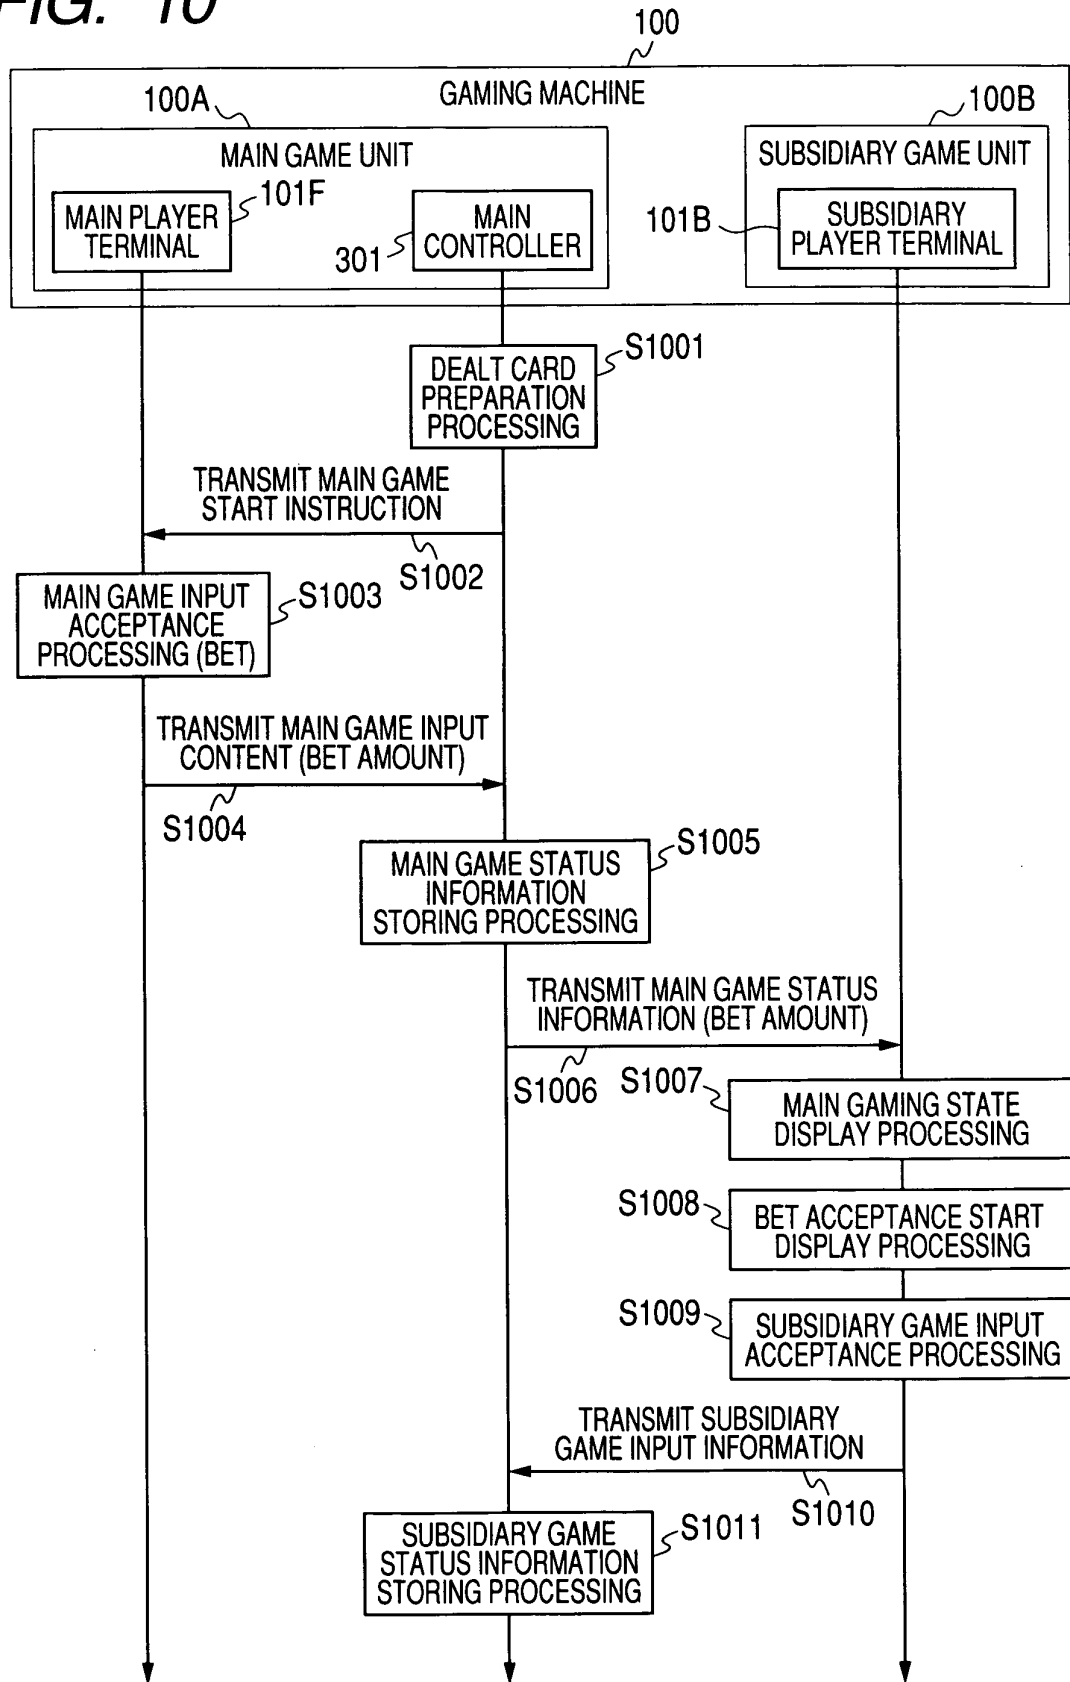 FIG. 10
100
GAMING MACHINE
100A
100B
MAIN GAME UNIT
SUBSIDIARY GAME UNIT
MAIN PLAYER
TERMINAL
101F
MAIN
CONTROLLER
301
101B
SUBSIDIARY
PLAYER TERMINAL
DEALT CARD
PREPARATION
PROCESSING
S1001
TRANSMIT MAIN GAME
START INSTRUCTION
S1002
MAIN GAME INPUT
ACCEPTANCE
PROCESSING (BET)
S1003
TRANSMIT MAIN GAME INPUT
CONTENT (BET AMOUNT)
S1004
MAIN GAME STATUS
INFORMATION
STORING PROCESSING
S1005
TRANSMIT MAIN GAME STATUS
INFORMATION (BET AMOUNT)
S1006
S1007
MAIN GAMING STATE
DISPLAY PROCESSING
S1008
BET ACCEPTANCE START
DISPLAY PROCESSING
S1009
SUBSIDIARY GAME INPUT
ACCEPTANCE PROCESSING
TRANSMIT SUBSIDIARY
GAME INPUT INFORMATION
S1010
SUBSIDIARY GAME
STATUS INFORMATION
STORING PROCESSING
S1011